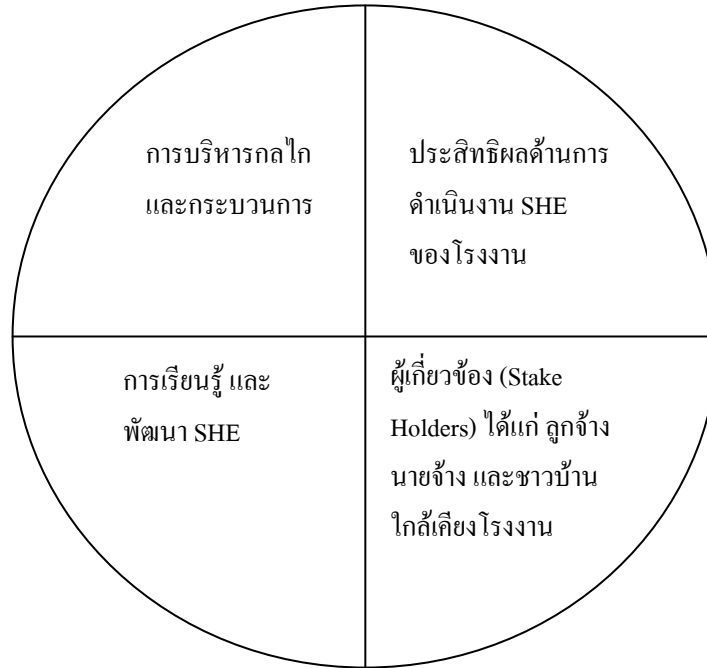 การบริหารกลไก
และกระบวนการ
ประสิทธิผลด้านการ
ดำเนินงาน SHE
ของโรงงาน
การเรียนรู้ และ
พัฒนา SHE
ผู้เกี่ยวข้อง (Stake
Holders) ได้แก่ ลูกจ้าง
นายจ้าง และชาวบ้าน
ใกล้เคียงโรงงาน